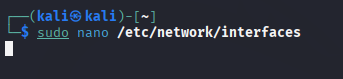 ┌──(kali㉿kali)-[~]
└─$ sudo nano /etc/network/interfaces